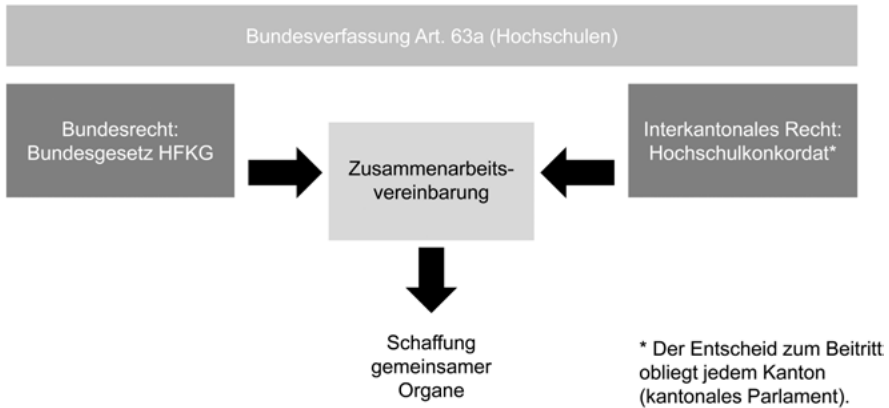 Bundesverfassung Art. 63a (Hochschulen)
Bundesrecht:
Bundesgesetz HFKG
Zusammenarbeits-
vereinbarung
Interkantonales Recht:
Hochschulkonkordat*
Schaffung
gemeinsamer
Organe
* Der Entscheid zum Beitritt
obliegt jedem Kanton
(kantonales Parlament).